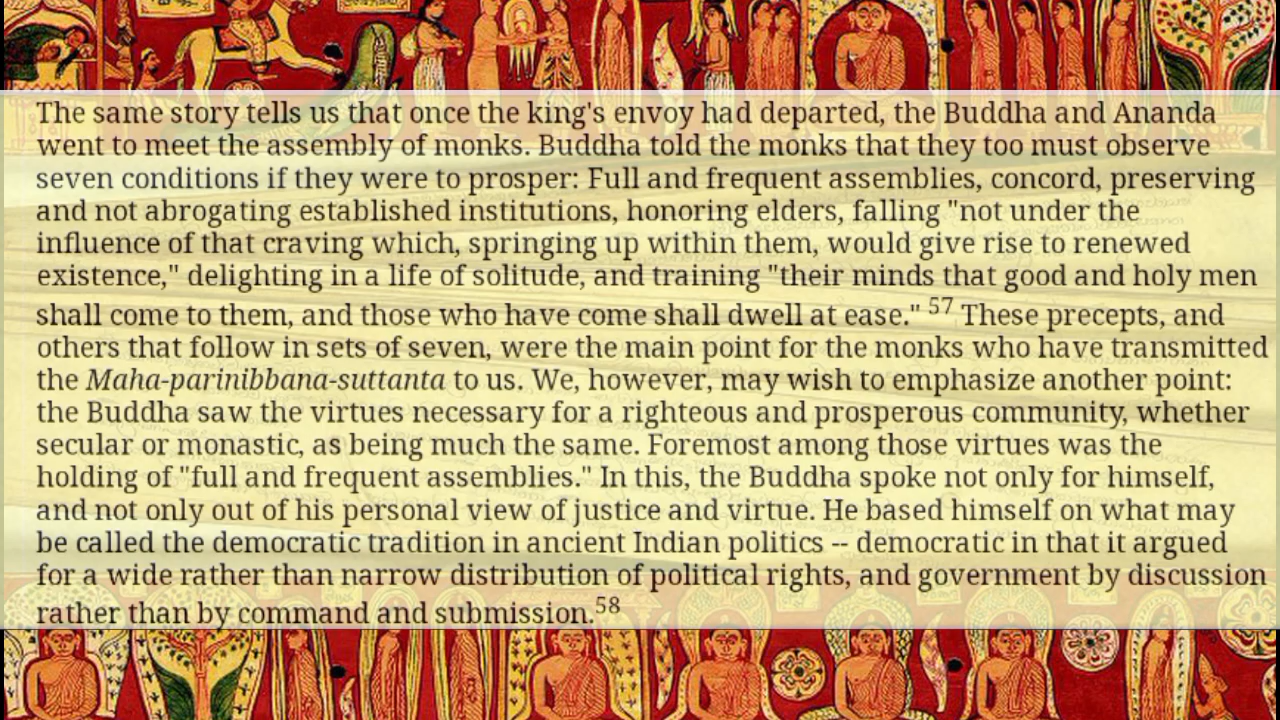 The same story tells us that once the king's envoy had departed, the Buddha and Ananda
went to meet the assembly of monks. Buddha told the monks that they too must observe
seven conditions if they were to prosper: Full and frequent assemblies, concord, preserving
and not abrogating established institutions, honoring elders, falling "not under the
influence of that craving which, springing up within them, would give rise to renewed
existence," delighting in a life of solitude, and training "their minds that good and holy men
shall come to them, and those who have come shall dwell at ease." 57 These precepts, and
others that follow in sets of seven, were the main point for the monks who have transmitted
the Maha-parinibbana-suttanta to us. We, however, may wish to emphasize another point:
the Buddha saw the virtues necessary for a righteous and prosperous community, whether
secular or monastic, as being much the same. Foremost among those virtues was the
holding of "full and frequent assemblies." In this, the Buddha spoke not only for himself,
and not only out of his personal view of justice and virtue. He based himself on what may
be called the democratic tradition in ancient Indian politics -- democratic in that it argued
for a wide rather than narrow distribution of political rights, and government by discussion
rather than by command and submission.58